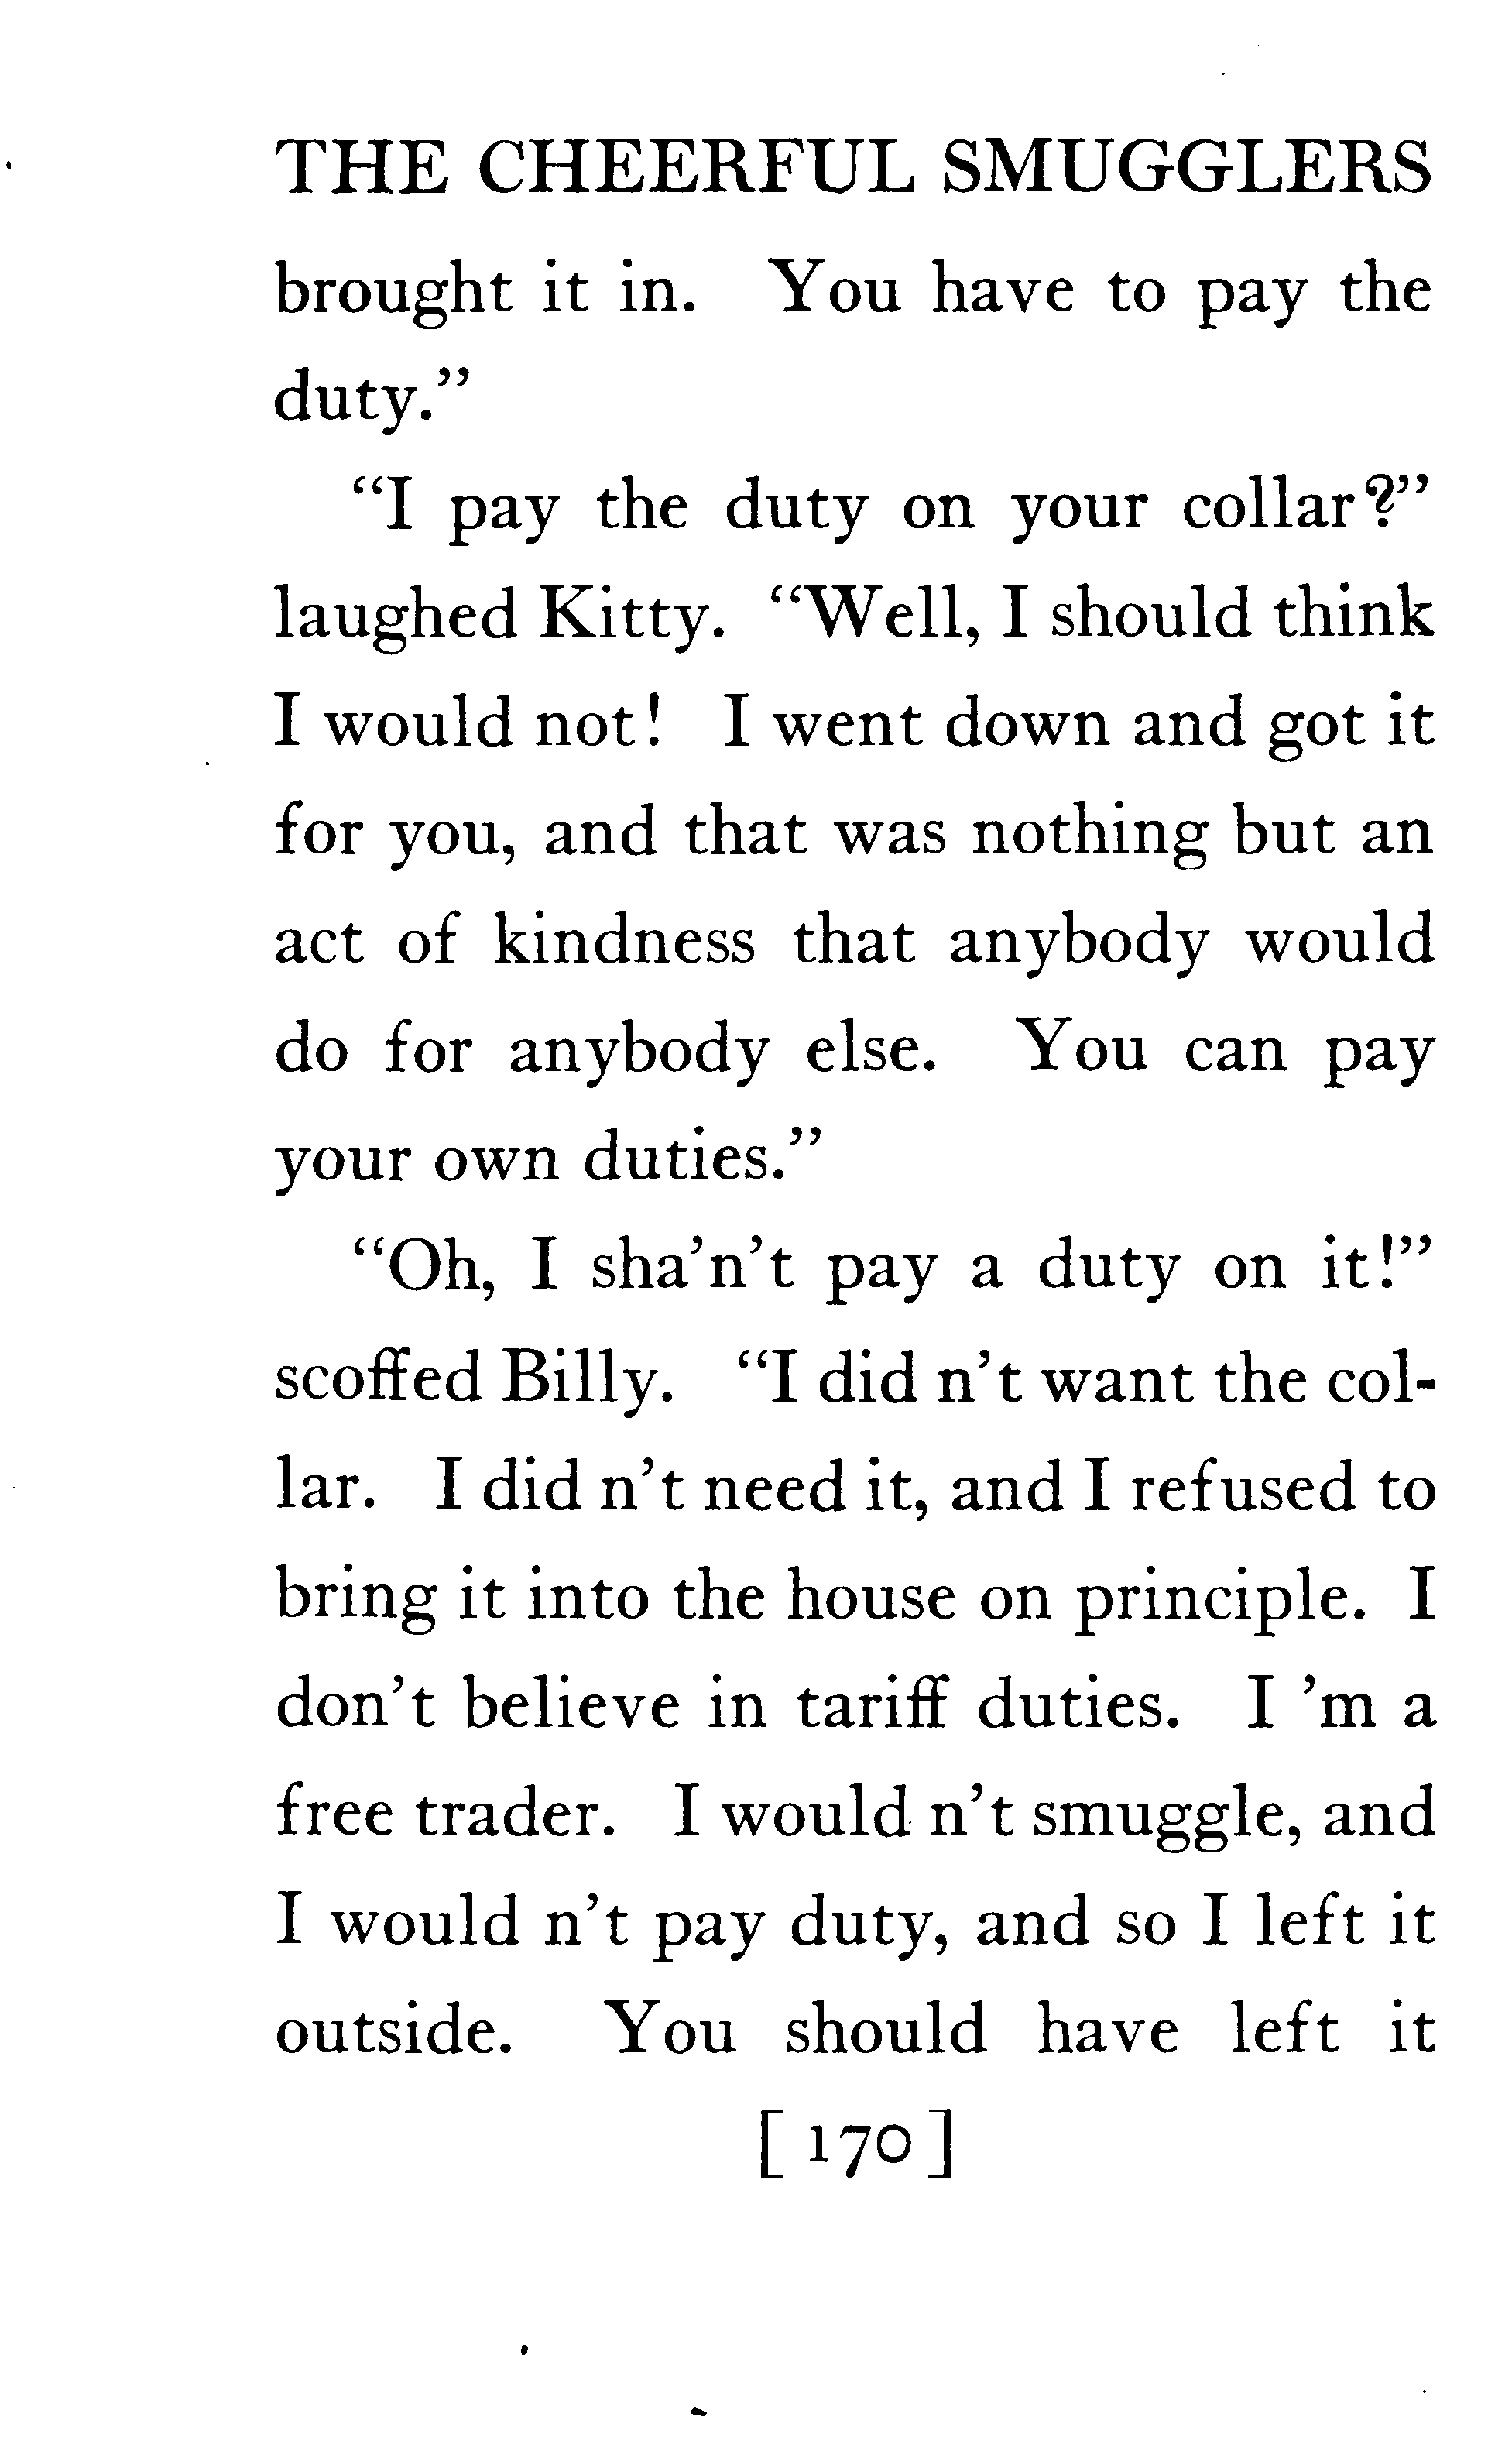 THE CHEERFUL SMUGGLERS
brought it in. You have to pay the
duty.”
“I pay the duty on your collar?”
laughed Kitty. “Well, I should think
I would not! I went down and got it
for you, and that was nothing but an
act of kindness that anybody would
do for anybody else. You can pay
your own duties.”
“Oh, I sha’n’t pay a duty on it!”
scoffed Billy. “I did n’t want the col-
lar. I did n’t need it, and I refused to
bring it into the house on principle. I
don’t believe in tariff duties. I ’m a
free trader. I would n’t smuggle, and
I would n’t pay duty, and so I left it
outside. You should have left it
[ 170 ]